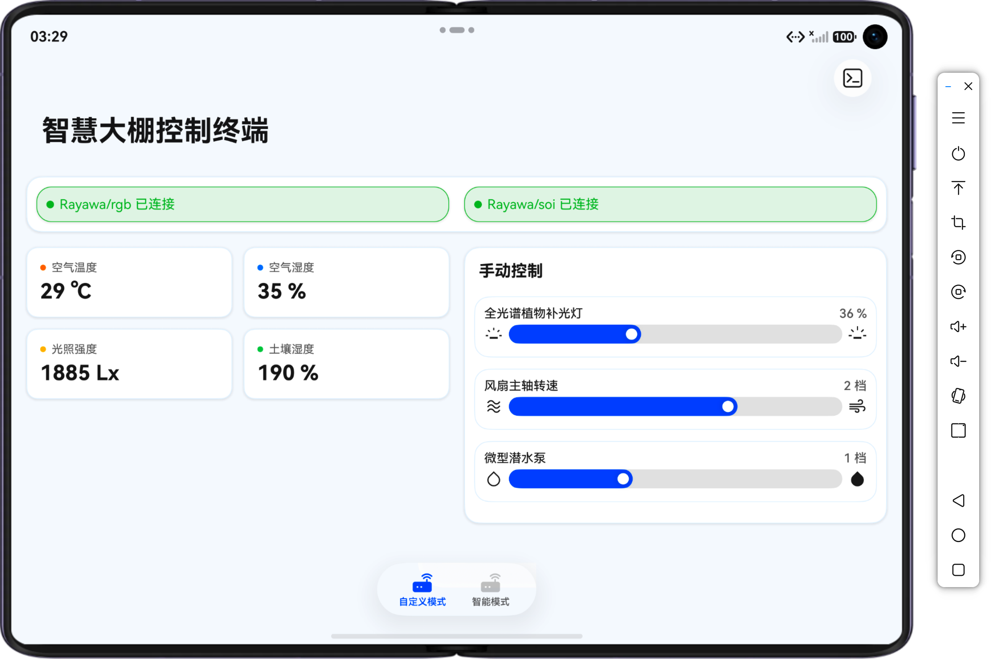 03:29
100
智慧大棚控制终端
Rayawa/rgb 已连接
Rayawa/soi 已连接
空气温度
29 ℃
空气湿度
35 %
光照强度
1885 Lx
土壤湿度
190 %
手动控制
全光谱植物补光灯
36 %
风扇主轴转速
2 档
微型潜水泵
1 档
自定义模式
智能模式